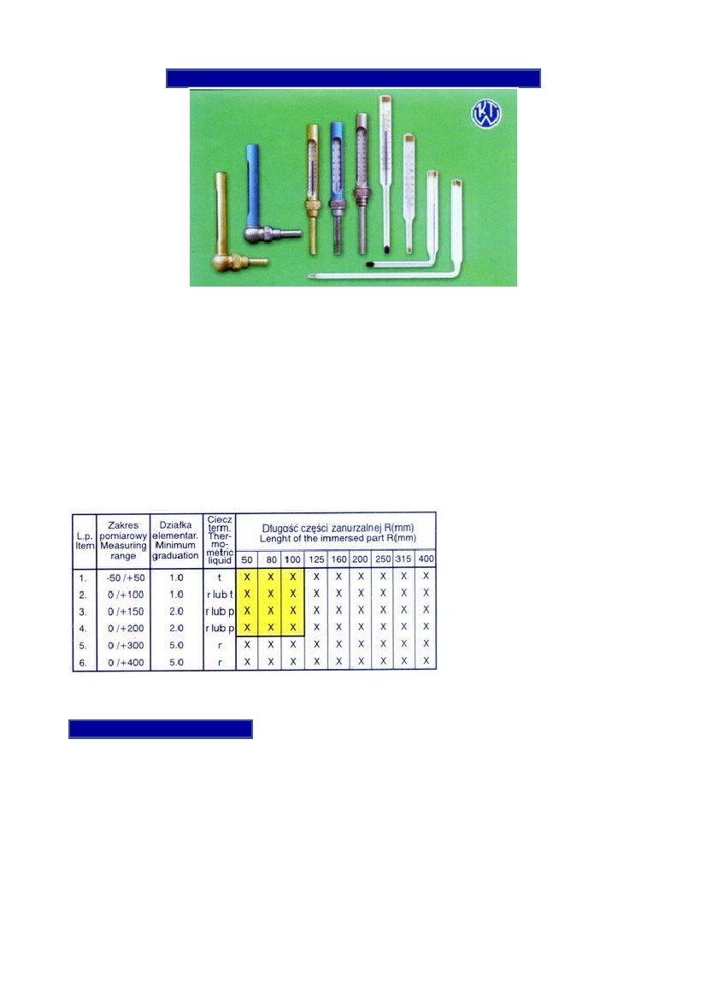 KTW
L.p. Item | Zakres pomiarowy Measuring range | Działka elementar. Minimum graduation | Ciecz term. Ther-mo-metric liquid | Długość części zanurzalnej R(mm) Lenght of the immersed part R(mm)
50 | 80 | 100 | 125 | 160 | 200 | 250 | 315 | 400
1. | -50 /+50 | 1.0 | t | X | X | X | X | X | X | X | X | X
2. | 0 /+100 | 1.0 | r lub t | X | X | X | X | X | X | X | X | X
3. | 0 /+150 | 2.0 | r lub p | X | X | X | X | X | X | X | X | X
4. | 0 /+200 | 2.0 | r lub p | X | X | X | X | X | X | X | X | X
5. | 0 /+300 | 5.0 | r | X | X | X | X | X | X | X | X | X
6. | 0 /+400 | 5.0 | r | X | X | X | X | X | X | X | X | X